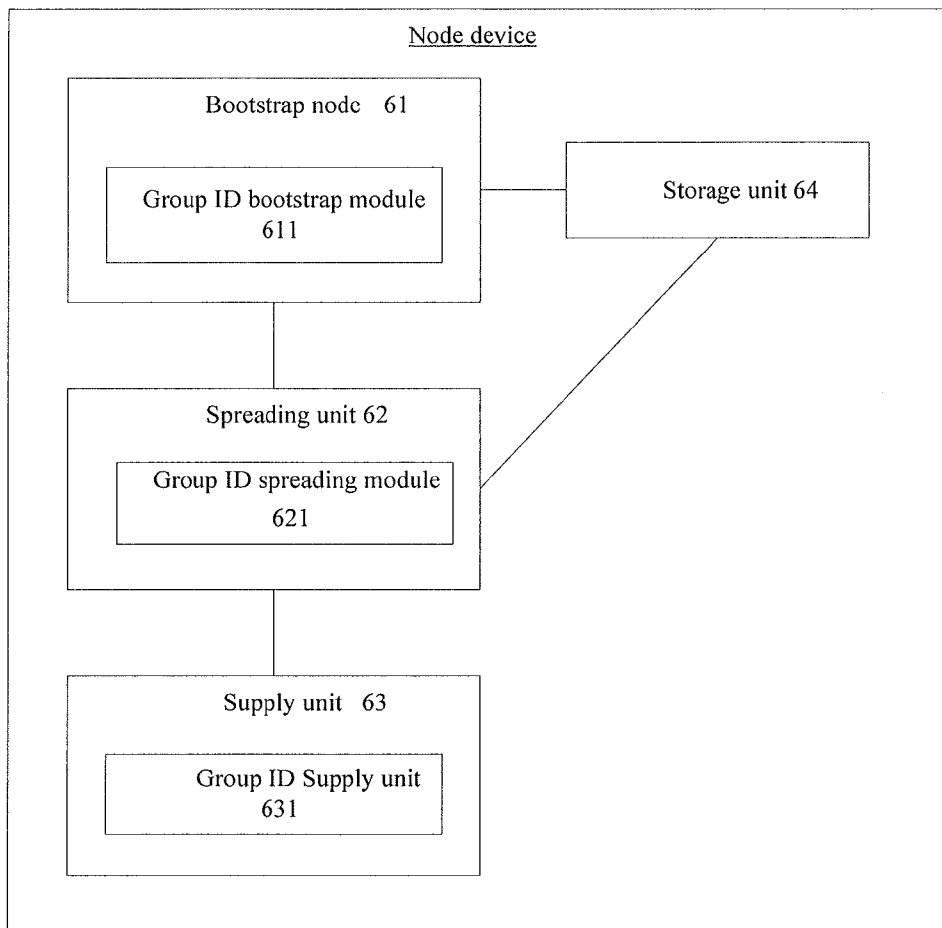 Node device
Bootstrap node 61
Group ID bootstrap module
611
Storage unit 64
Spreading unit 62
Group ID spreading module
621
Supply unit 63
Group ID Supply unit
631